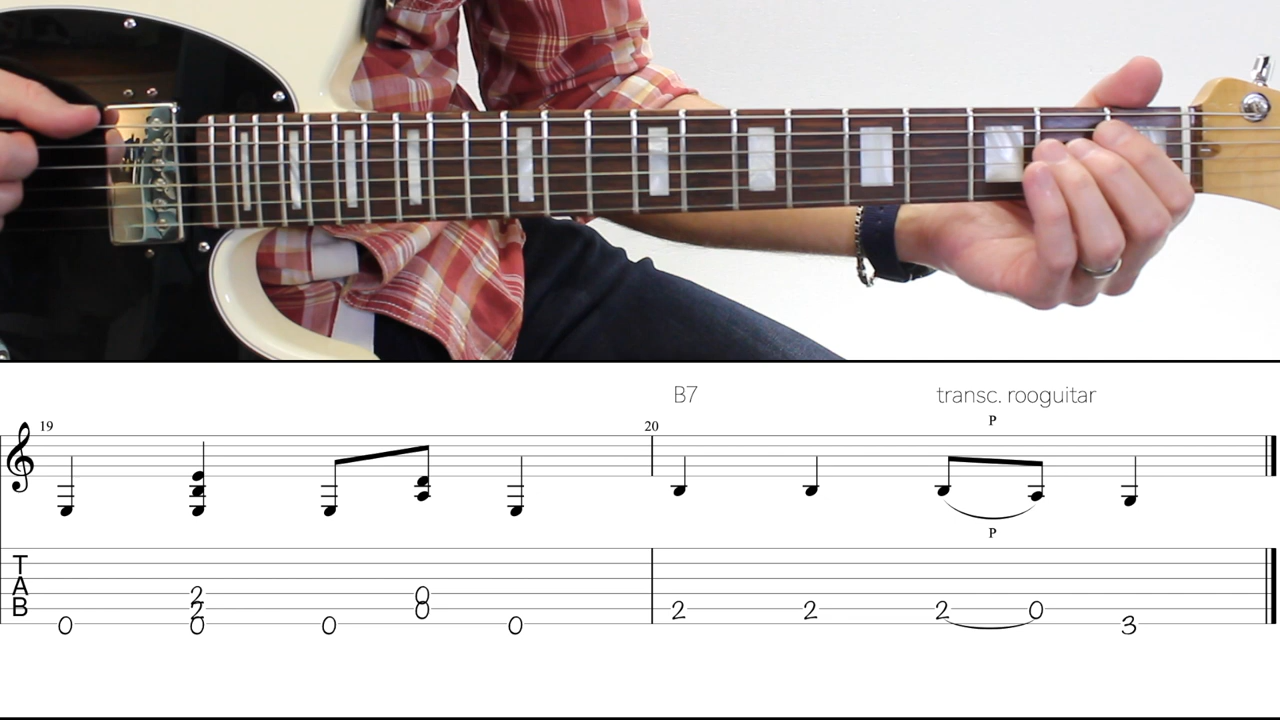 B7 transc. rooguitar
P
19 20
P
T
A 2 0
B 2 0 2 2 2 0
0 0 0 0 3